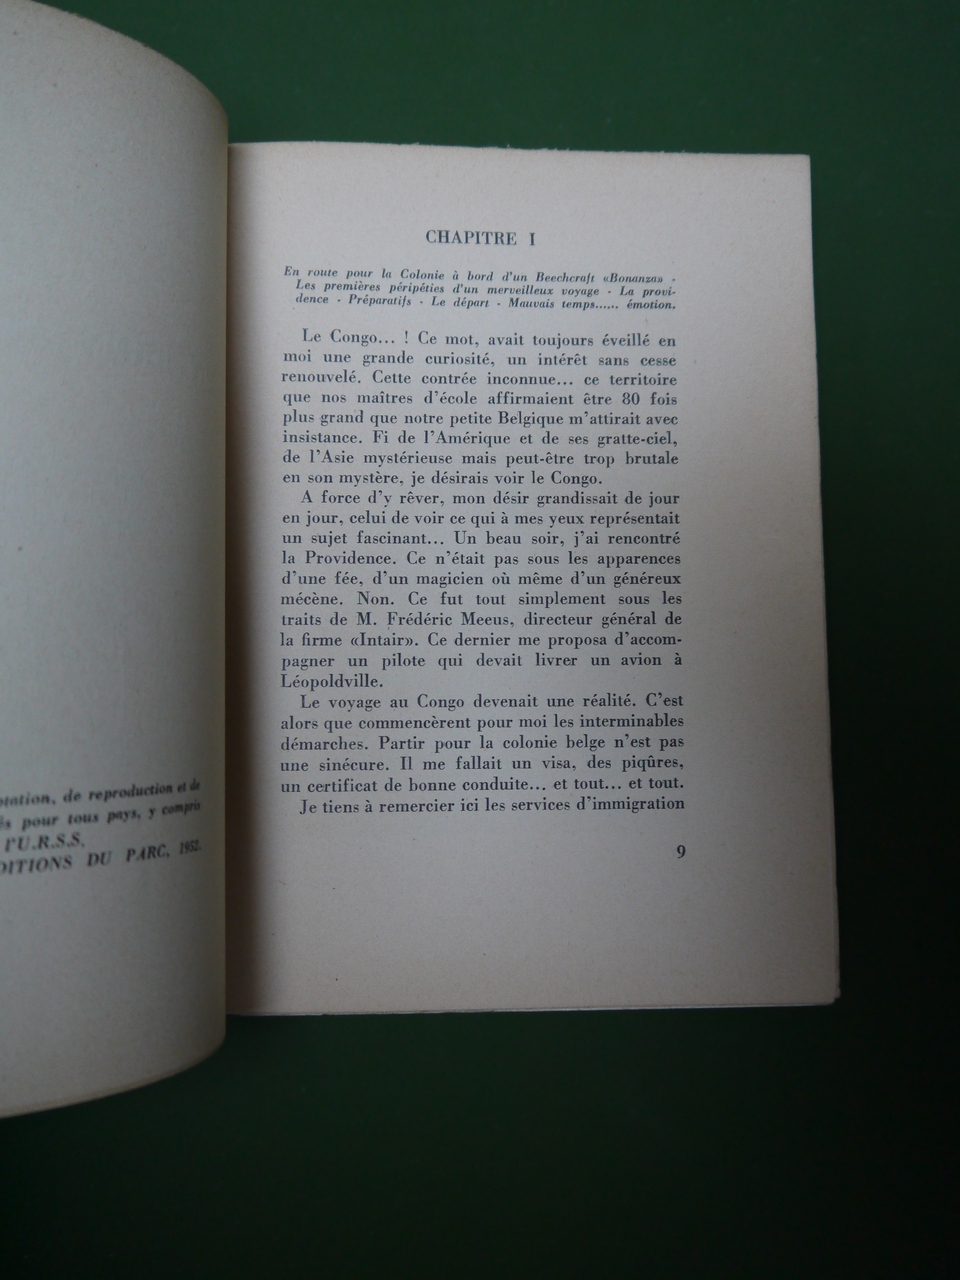 ptation, de reproduction et de
és pour tous pays, y compris
l'U.R.S.S.
DITIONS DU PARC, 1952.
CHAPITRE I
En route pour la Colonie à bord d'un Beechcraft «Bonanza» -
Les premières péripéties d'un merveilleux voyage - La provi-
dence - Préparatifs - Le départ - Mauvais temps...... émotion.
Le Congo... ! Ce mot, avait toujours éveillé en
moi une grande curiosité, un intérêt sans cesse
renouvelé. Cette contrée inconnue... ce territoire
que nos maîtres d'école affirmaient être 80 fois
plus grand que notre petite Belgique m'attirait avec
insistance. Fi de l'Amérique et de ses gratte-ciel,
de l'Asie mystérieuse mais peut-être trop brutale
en son mystère, je désirais voir le Congo.
A force d'y rêver, mon désir grandissait de jour
en jour, celui de voir ce qui à mes yeux représentait
un sujet fascinant... Un beau soir, j'ai rencontré
la Providence. Ce n'était pas sous les apparences
d'une fée, d'un magicien où même d'un généreux
mécène. Non. Ce fut tout simplement sous les
traits de M. Frédéric Meeus, directeur général de
la firme «Intair». Ce dernier me proposa d'accom-
pagner un pilote qui devait livrer un avion à
Léopoldville.
Le voyage au Congo devenait une réalité. C'est
alors que commencèrent pour moi les interminables
démarches. Partir pour la colonie belge n'est pas
une sinécure. Il me fallait un visa, des piqûres,
un certificat de bonne conduite... et tout... et tout.
Je tiens à remercier ici les services d'immigration
9